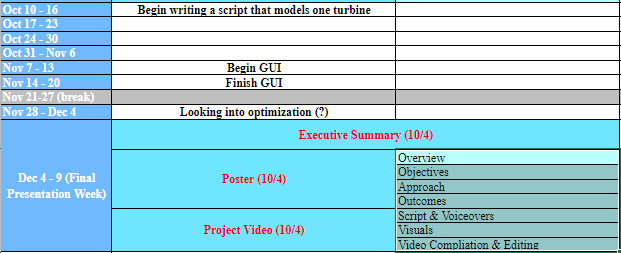 Oct 10 - 16 Begin writing a script that models one turbine
Oct 17 - 23
Oct 24 - 30
Oct 31 - Nov 6
Nov 7 - 13 Begin GUI
Nov 14 - 20 Finish GUI
Nov 21-27 (break)
Nov 28 - Dec 4 Looking into optimization (?)
Executive Summary (10/4)
Dec 4 - 9 (Final
Presentation Week)
Poster (10/4)
Overview
Objectives
Approach
Outcomes
Project Video (10/4)
Script & Voiceovers
Visuals
Video Compliation & Editing